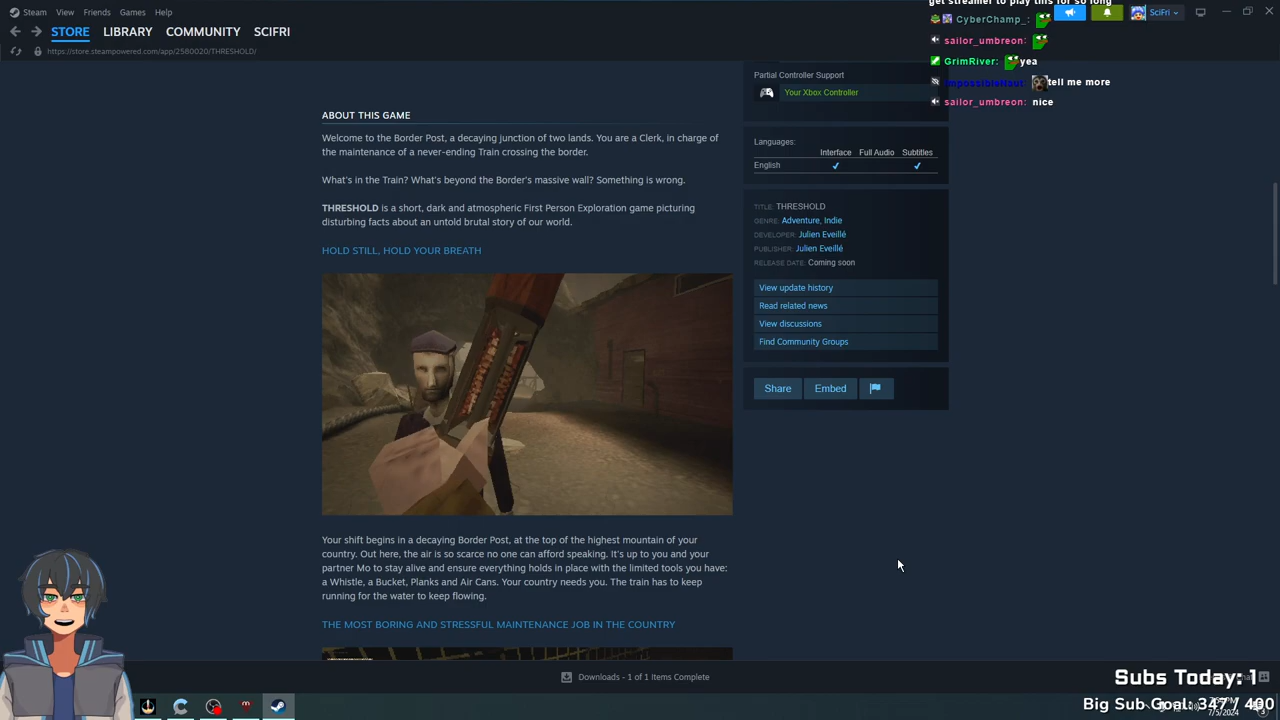 get streamer to play this for so long
Steam View Friends Games Help
SciFri
CyberChamp_:
STORE LIBRARY COMMUNITY SCIFRI
sailor_umbreon:
https://store.steampowered.com/app/2580020/THRESHOLD/
GrimRiver: yea
tell me more
sailor_umbreon: nice
Partial Controller Support
Your Xbox Controller
ABOUT THIS GAME
Welcome to the Border Post, a decaying junction of two lands. You are a Clerk, in charge of
the maintenance of a never-ending Train crossing the border.
What's in the Train? What's beyond the Border's massive wall? Something is wrong.
THRESHOLD is a short, dark and atmospheric First Person Exploration game picturing
disturbing facts about an untold brutal story of our world.
HOLD STILL, HOLD YOUR BREATH
Your shift begins in a decaying Border Post, at the top of the highest mountain of your
country. Out here, the air is so scarce no one can afford speaking. It's up to you and your
partner Mo to stay alive and ensure everything holds in place with the limited tools you have:
a Whistle, a Bucket, Planks and Air Cans. Your country needs you. The train has to keep
running for the water to keep flowing.
THE MOST BORING AND STRESSFUL MAINTENANCE JOB IN THE COUNTRY
Languages:
Interface Full Audio Subtitles
English ✔ ✔
TITLE: THRESHOLD
GENRE: Adventure, Indie
DEVELOPER: Julien Eveillé
PUBLISHER: Julien Eveillé
RELEASE DATE: Coming soon
View update history
Read related news
View discussions
Find Community Groups
Share Embed
Downloads - 1 of 1 Items Complete
Subs Today: 1
Big Sub Goal: 347 / 400
7/5/2024